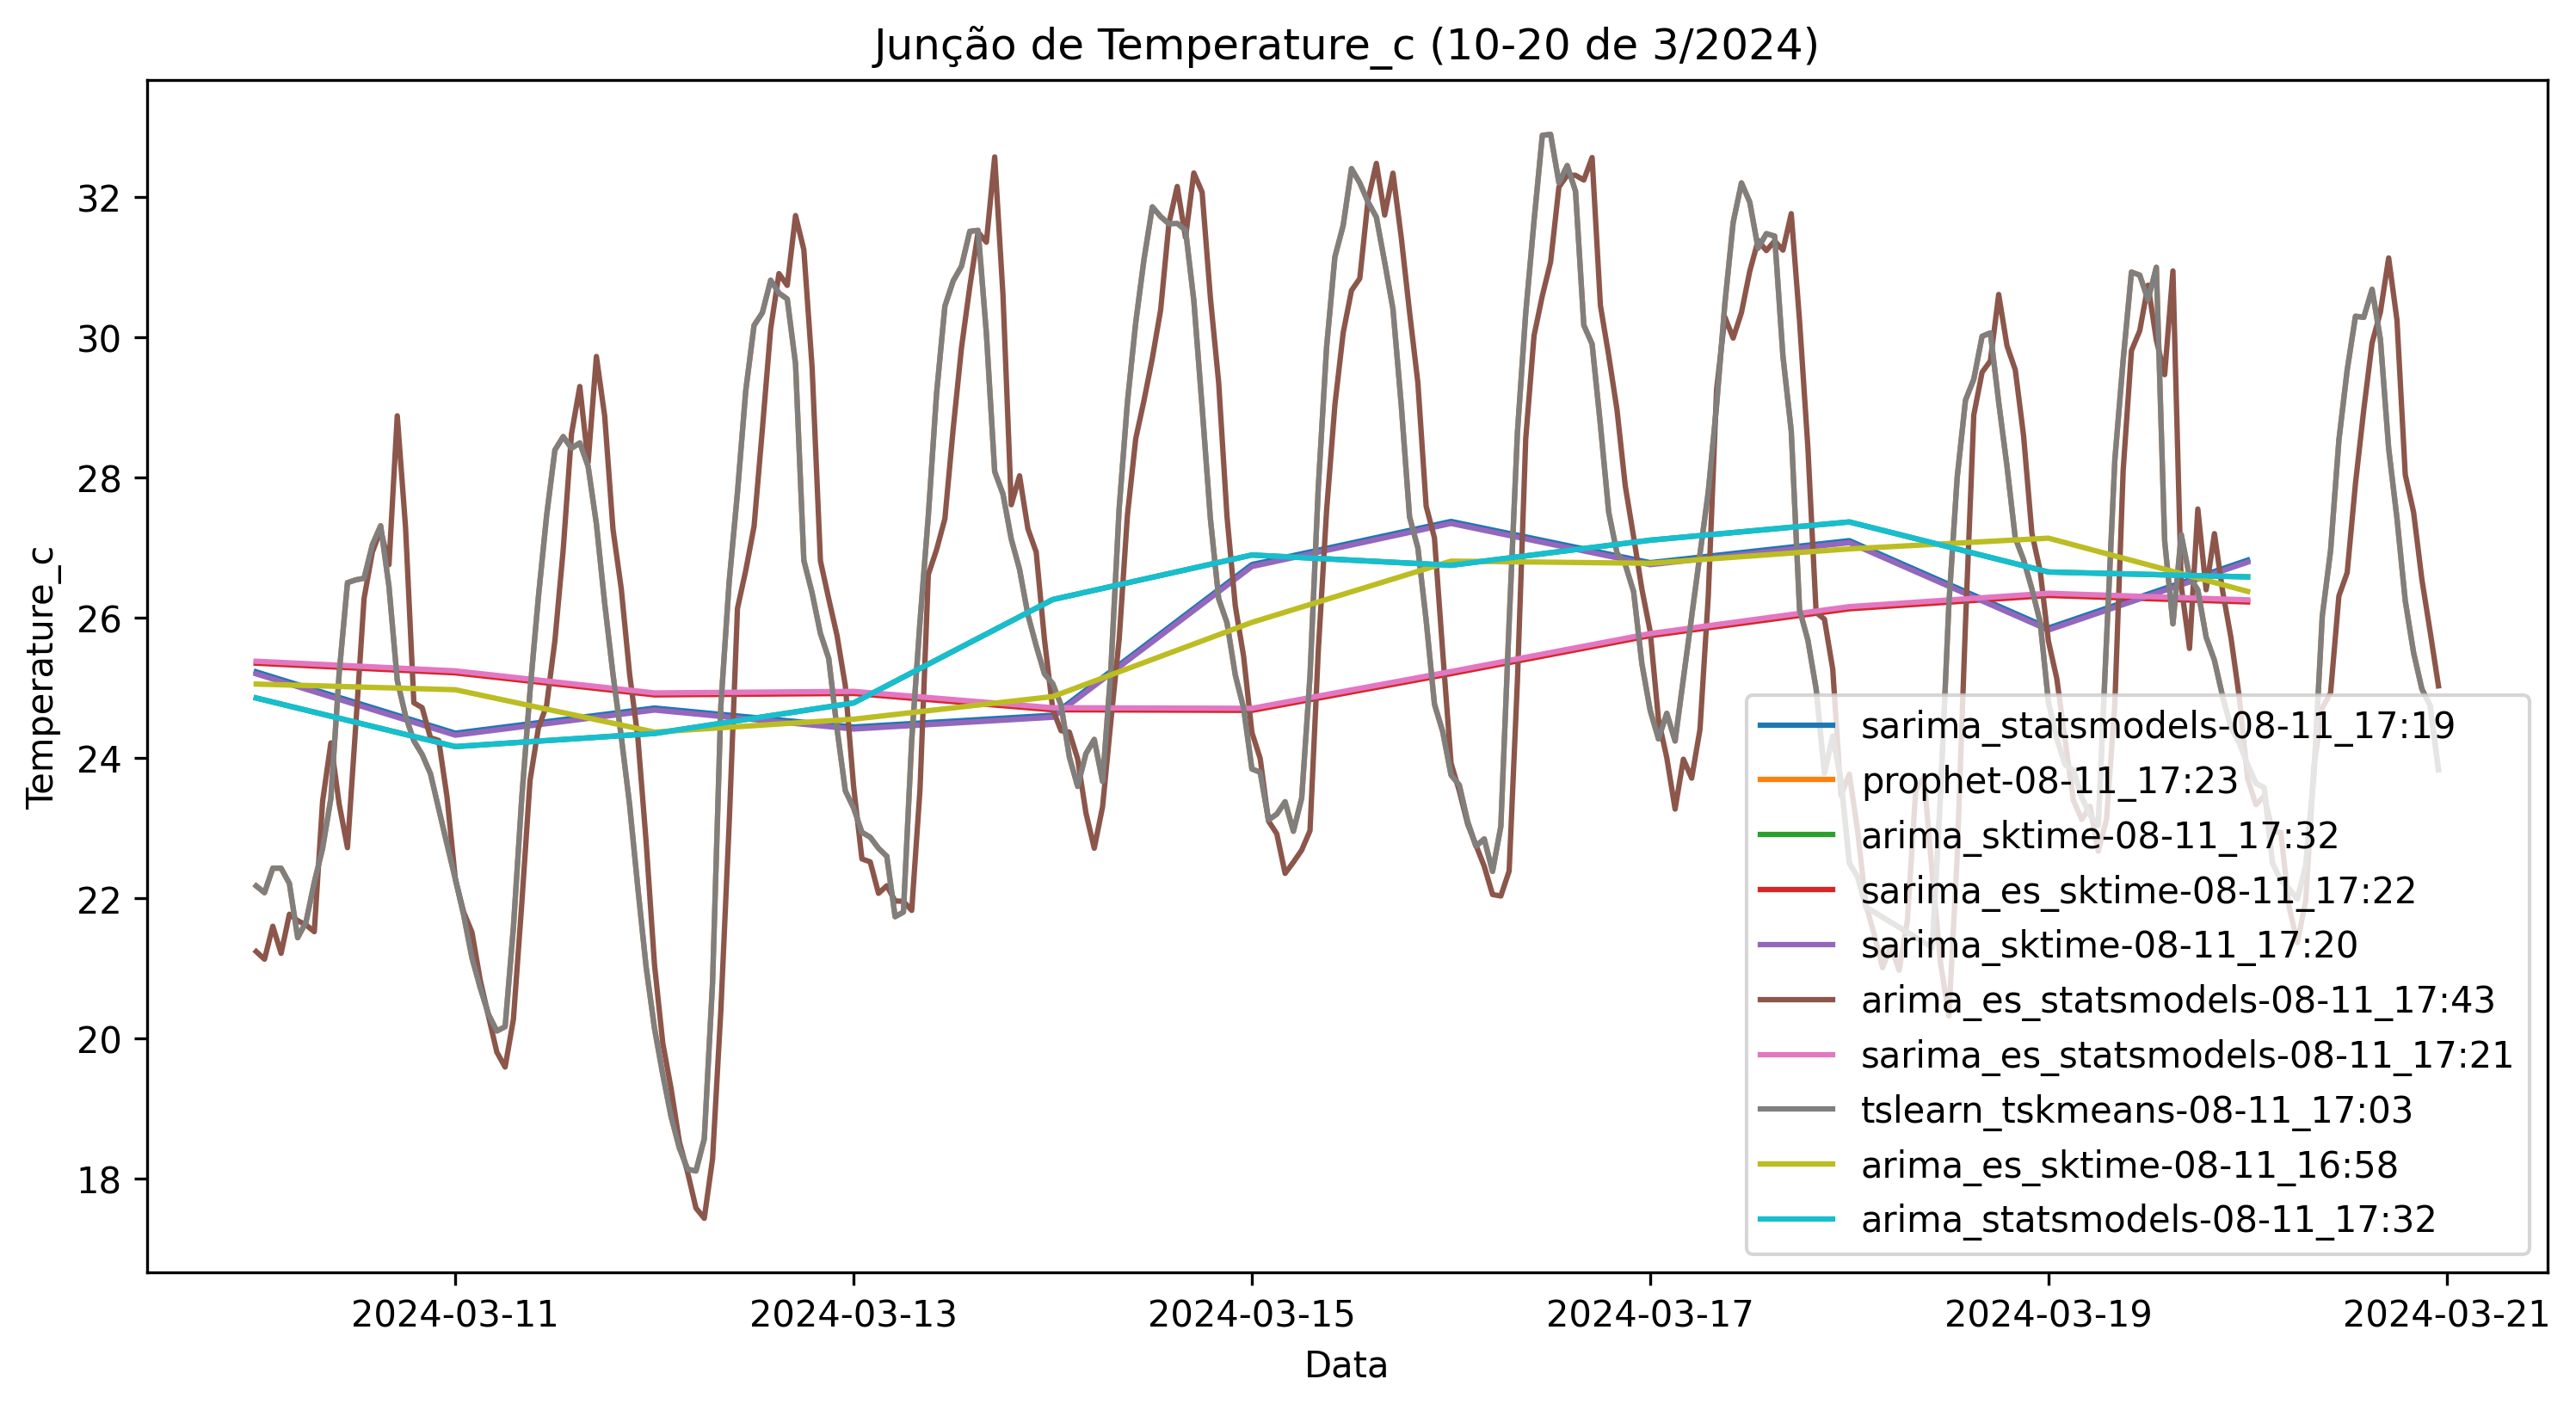 Junção de Temperature_c (10-20 de 3/2024)
Temperature_c
32
30
28
26
24
22
20
18
sarima_statsmodels-08-11_17:19
prophet-08-11_17:23
arima_sktime-08-11_17:32
sarima_es_sktime-08-11_17:22
sarima_sktime-08-11_17:20
arima_es_statsmodels-08-11_17:43
sarima_es_statsmodels-08-11_17:21
tslearn_tskmeans-08-11_17:03
arima_es_sktime-08-11_16:58
arima_statsmodels-08-11_17:32
2024-03-11 2024-03-13 2024-03-15 2024-03-17 2024-03-19 2024-03-21
Data